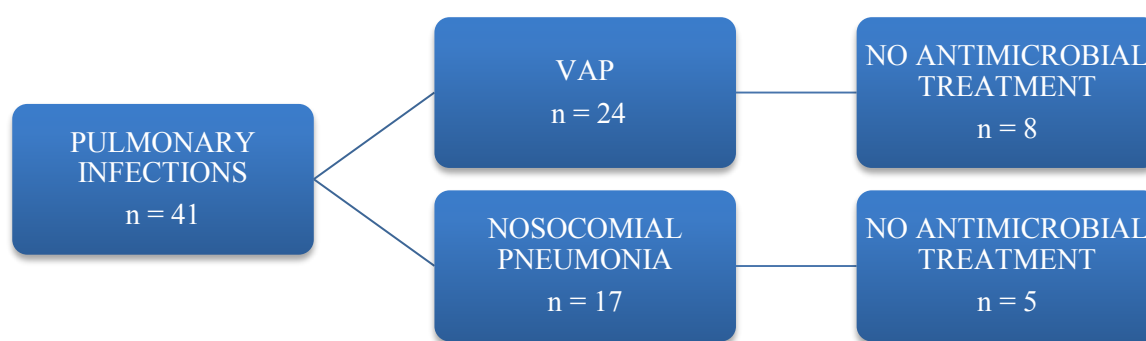 PULMONARY
INFECTIONS
n = 41
VAP
n = 24
NO ANTIMICROBIAL
TREATMENT
n = 8
NOSOCOMIAL
PNEUMONIA
n = 17
NO ANTIMICROBIAL
TREATMENT
n = 5